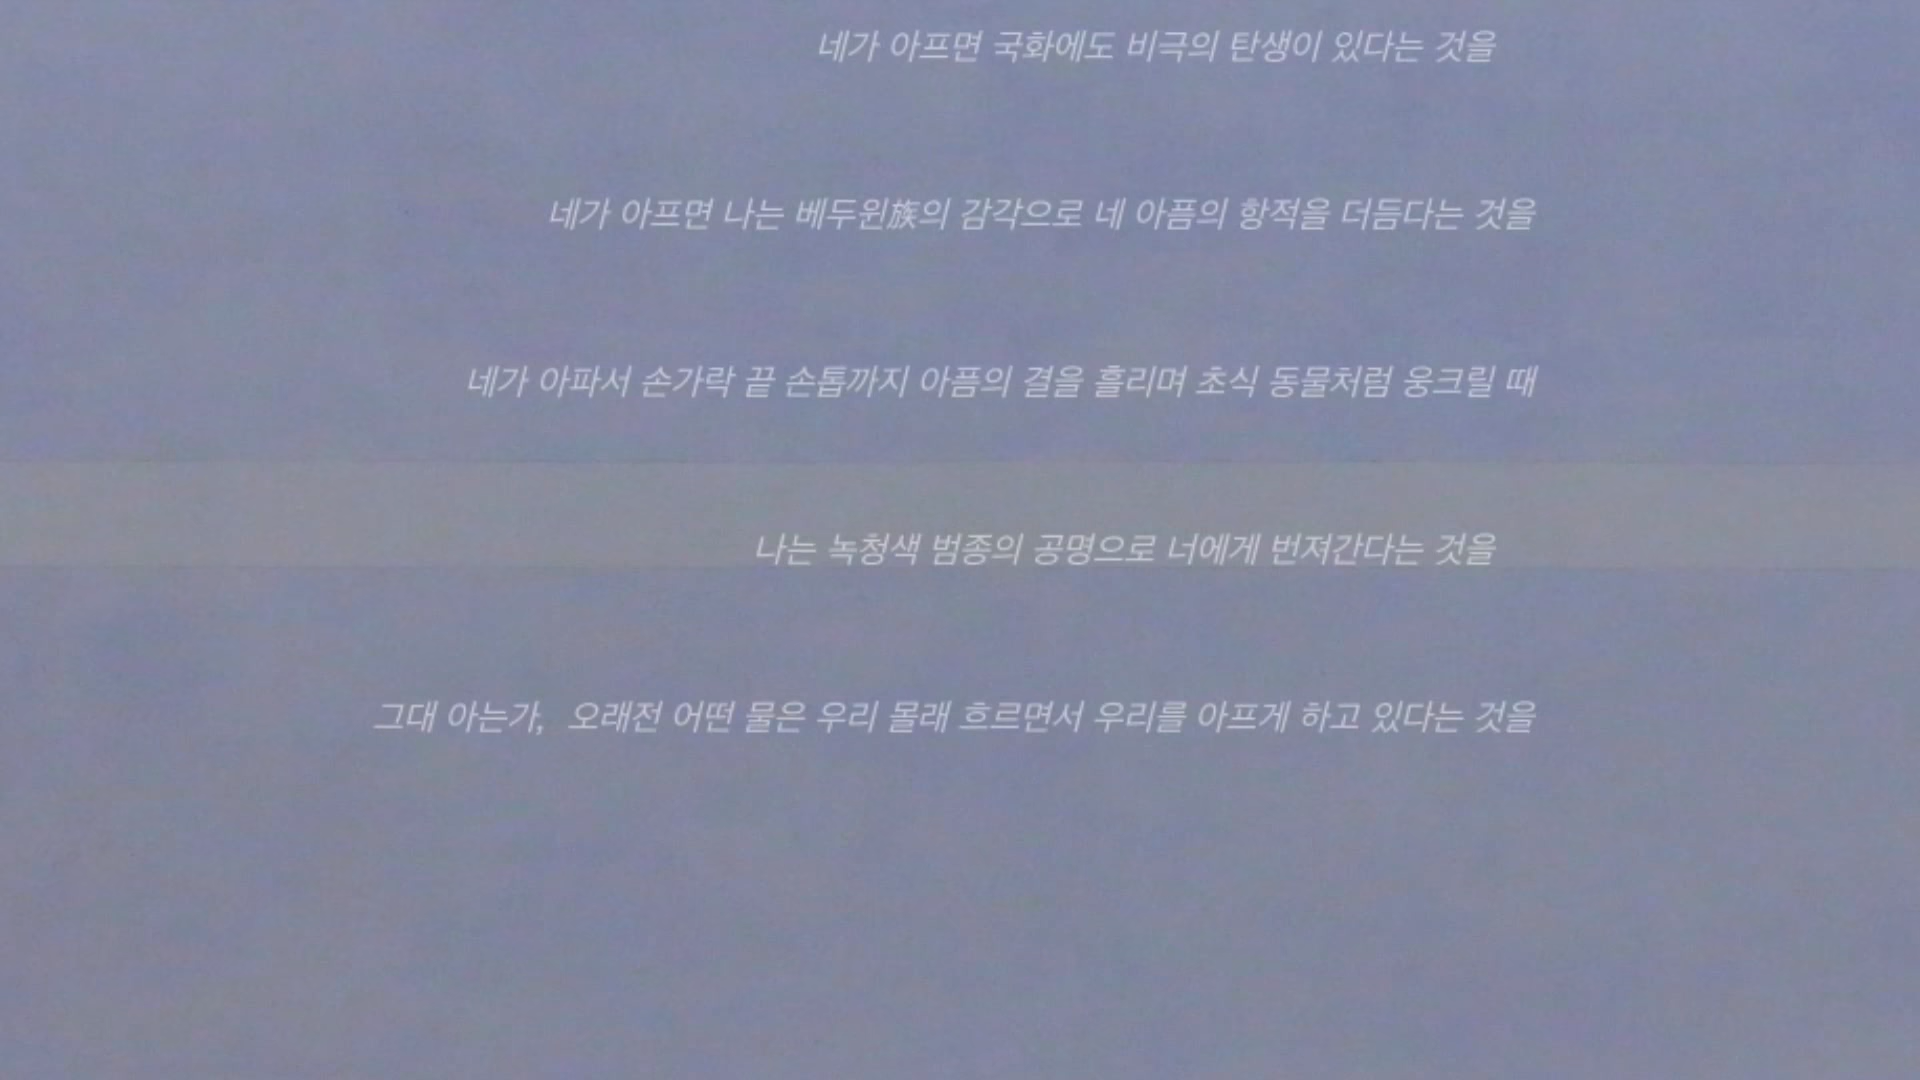 네가 아프면 국화에도 비극의 탄생이 있다는 것을
네가 아프면 나는 베두윈族의 감각으로 네 아픔의 항적을 더듬다는 것을
네가 아파서 손가락 끝 손톱까지 아픔의 결을 흘리며 초식 동물처럼 웅크릴 때
나는 녹청색 범종의 공명으로 너에게 번져간다는 것을
그대 아는가, 오래전 어떤 물은 우리 몰래 흐르면서 우리를 아프게 하고 있다는 것을